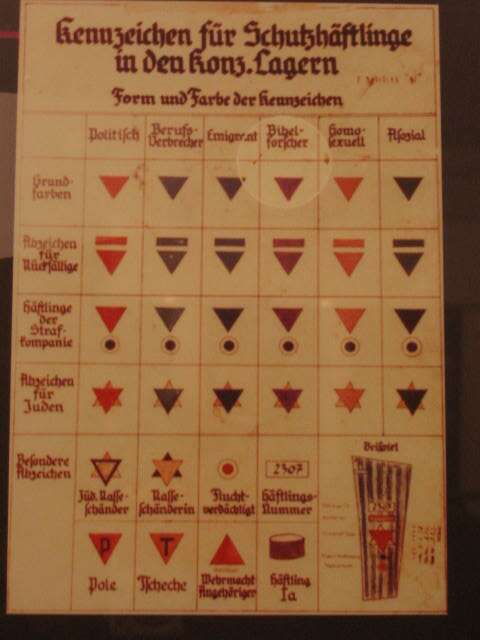 Kennzeichen für Schutzhäftlinge
in den Konz.Lagern
Form und Farbe der Kennzeichen
Politisch
Berufs-
Verbrecher
Emigrant
Bibel-
forscher
Homo-
sexuell
Asozial
Grund-
farben
Abzeichen
für
Rückfällige
Häftlinge
der
Straf-
kompanie
Abzeichen
für
Juden
Besondere
Abzeichen
Jüd. Rasse-
schänder
Rasse-
schänderin
Flucht-
verdächtigt
2307
Häftlings-
Nummer
Beispiel
2307
P
Pole
T
Tscheche
Wehrmacht
Angehöriger
Häftling
Ia